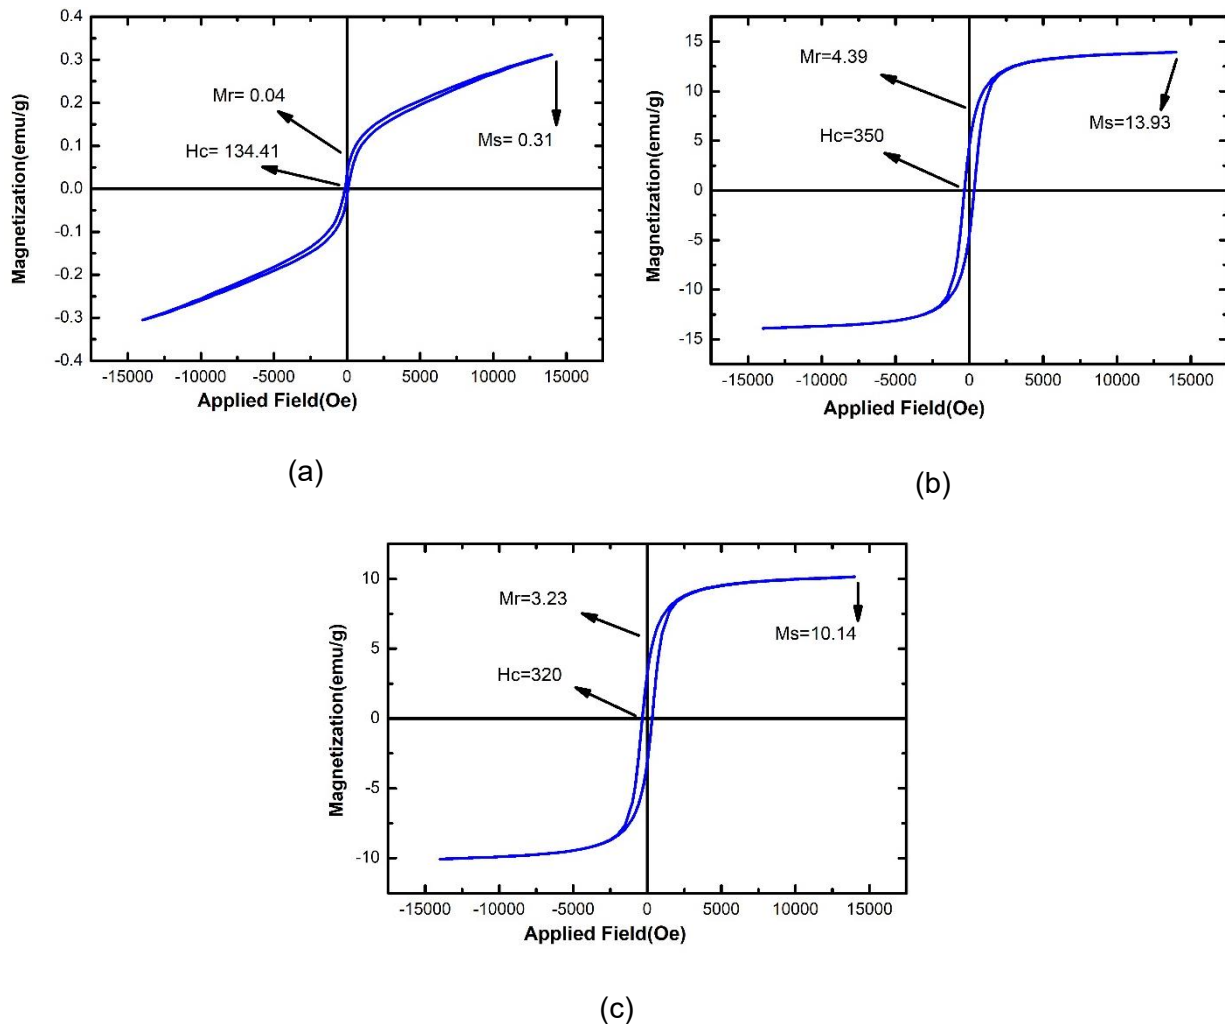 0.4
0.3
0.2
0.1
0.0
-0.1
-0.2
-0.3
-0.4
Magnetization(emu/g)
Mr= 0.04
Hc= 134.41
Ms= 0.31
-15000 -10000 -5000 0 5000 10000 15000
Applied Field(Oe)
(a)
15
10
5
0
-5
-10
-15
Magnetization(emu/g)
Mr=4.39
Hc=350
Ms=13.93
-15000 -10000 -5000 0 5000 10000 15000
Applied Field(Oe)
(b)
10
5
0
-5
-10
Magnetization(emu/g)
Mr=3.23
Hc=320
Ms=10.14
-15000 -10000 -5000 0 5000 10000 15000
Applied Field(Oe)
(c)